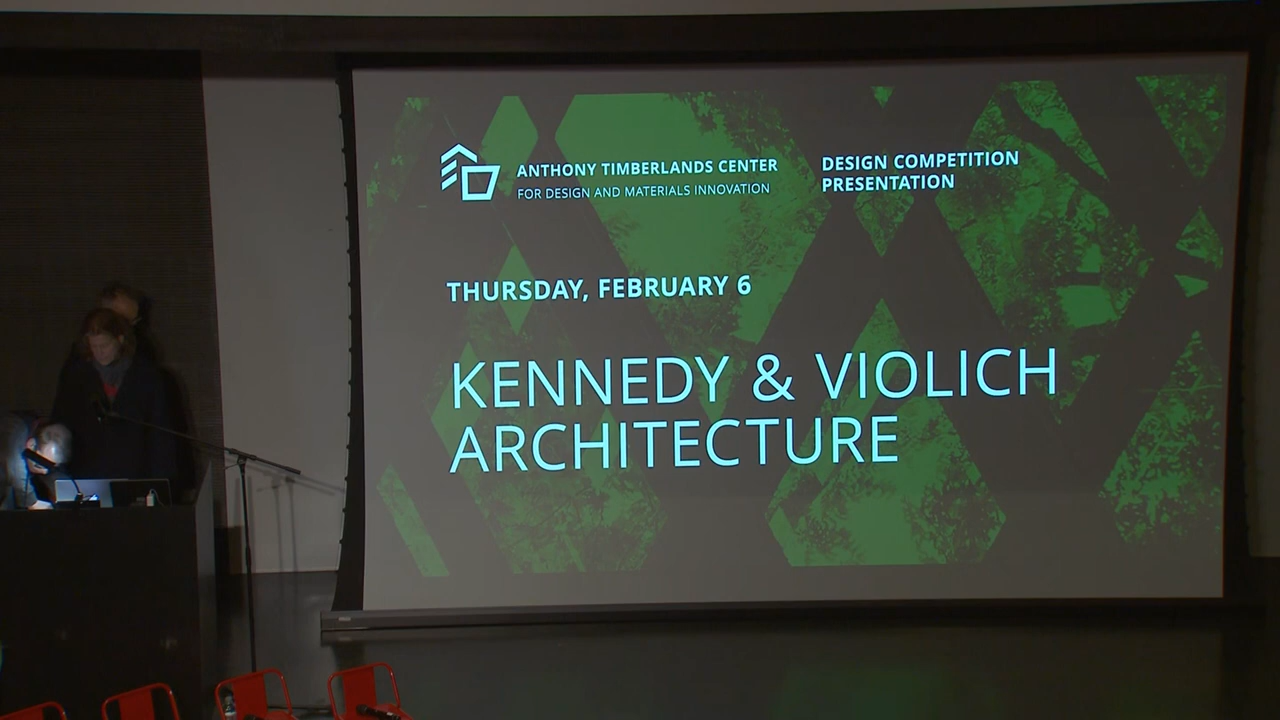 ANTHONY TIMBERLANDS CENTER
FOR DESIGN AND MATERIALS INNOVATION
DESIGN COMPETITION
PRESENTATION
THURSDAY, FEBRUARY 6
KENNEDY & VIOLICH
ARCHITECTURE